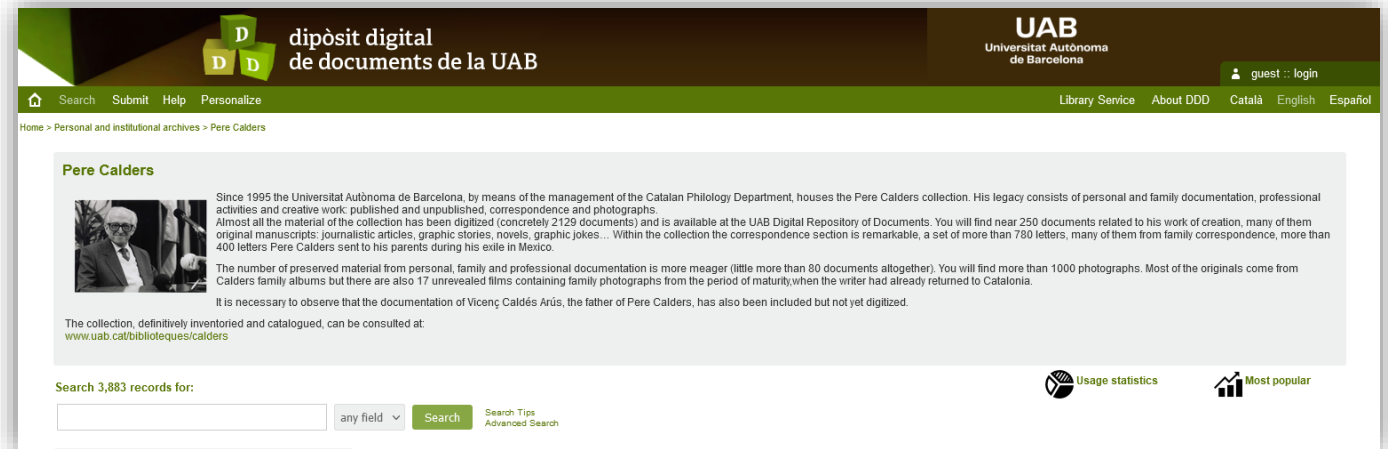 D
D D
dipòsit digital
de documents de la UAB
UAB
Universitat Autònoma
de Barcelona
guest :: login
Search Submit Help Personalize
Library Service About DDD Català English Español
Home > Personal and institutional archives > Pere Calders
Pere Calders
Since 1995 the Universitat Autònoma de Barcelona, by means of the management of the Catalan Philology Department, houses the Pere Calders collection. His legacy consists of personal and family documentation, professional
activities and creative work: published and unpublished, correspondence and photographs.
Almost all the material of the collection has been digitized (concretely 2129 documents) and is available at the UAB Digital Repository of Documents. You will find near 250 documents related to his work of creation, many of them
original manuscripts: journalistic articles, graphic stories, novels, graphic jokes... Within the collection the correspondence section is remarkable, a set of more than 780 letters, many of them from family correspondence, more than
400 letters Pere Calders sent to his parents during his exile in Mexico.
The number of preserved material from personal, family and professional documentation is more meager (little more than 80 documents altogether). You will find more than 1000 photographs. Most of the originals come from
Calders family albums but there are also 17 unrevealed films containing family photographs from the period of maturity,when the writer had already returned to Catalonia.
It is necessary to observe that the documentation of Vicenç Caldés Arús, the father of Pere Calders, has also been included but not yet digitized.
The collection, definitively inventoried and catalogued, can be consulted at:
www.uab.cat/biblioteques/calders
Search 3,883 records for:
Usage statistics
Most popular
any field
Search
Search Tips
Advanced Search